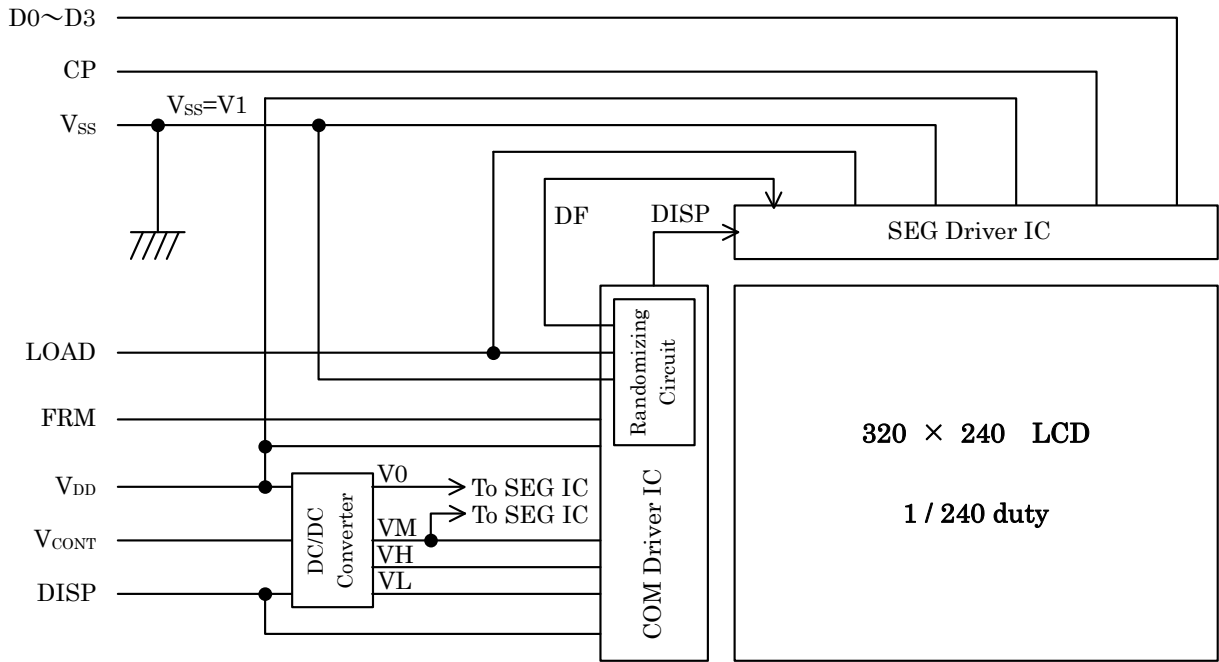 D0～D3
CP
VSS=V1
VSS
DF
DISP
SEG Driver IC
LOAD
Randomizing
Circuit
FRM
320 × 240 LCD
VDD
V0
To SEG IC
To SEG IC
1 / 240 duty
VCONT
DC/DC
Converter
VM
VH
VL
COM Driver IC
DISP